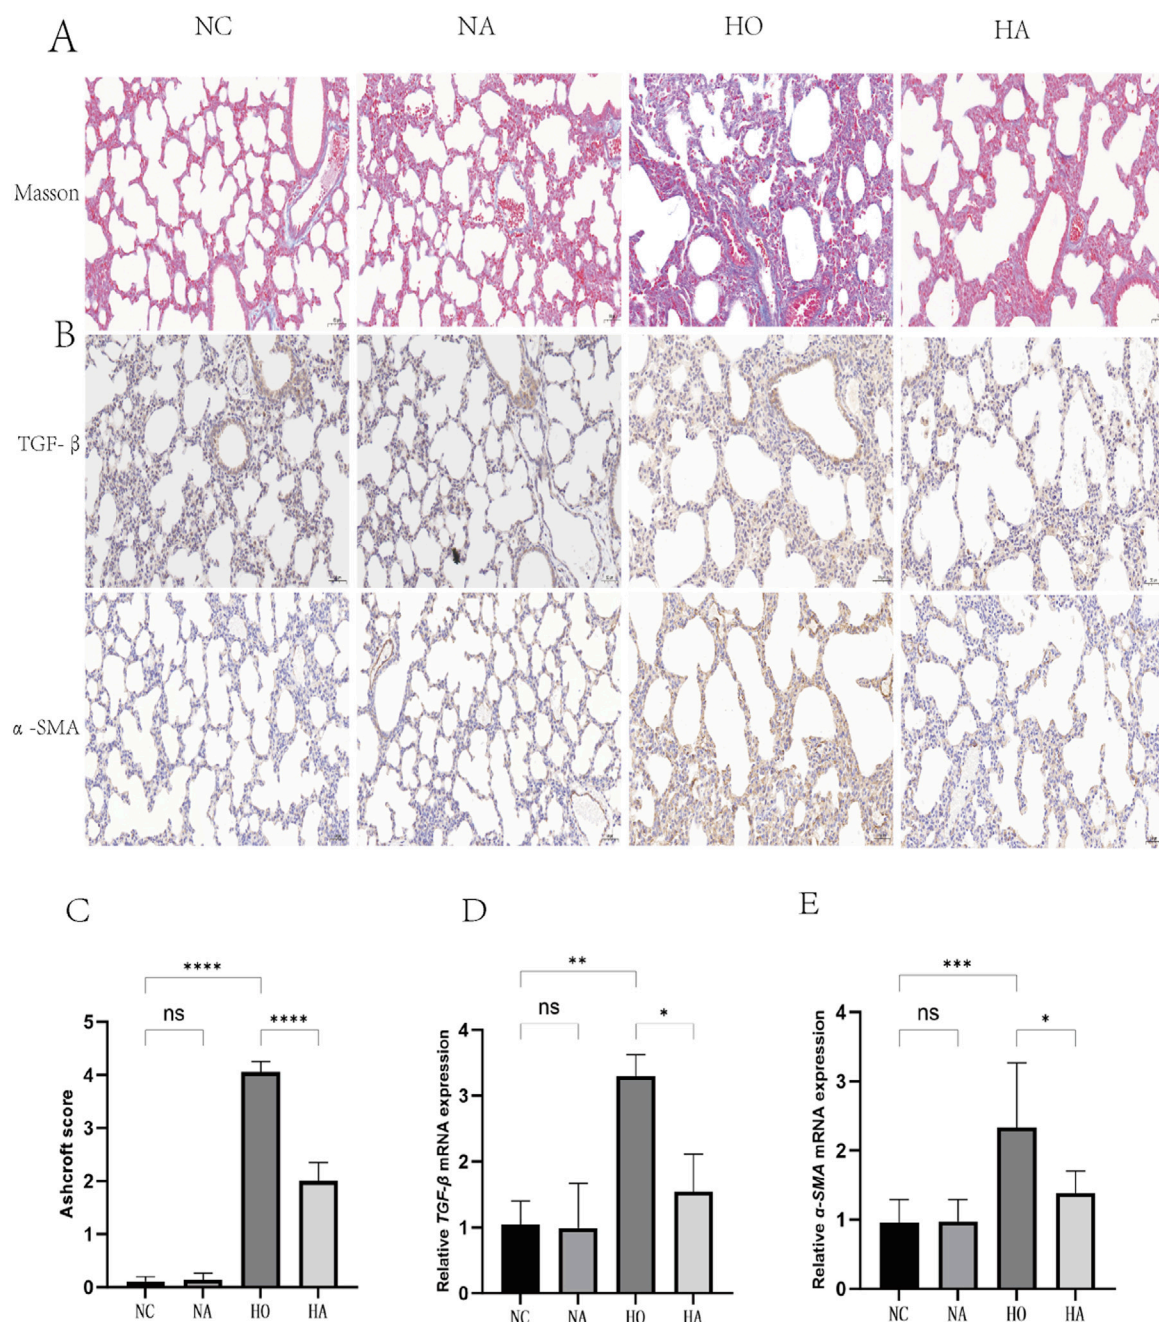 A NC NA HO HA
Masson
B
TGF- β
α -SMA
C
D
E
****
ns
****
Ashcroft score
5
4
3
2
1
0
NC NA HO HA
**
ns
*
Relative TGF-β mRNA expression
4
3
2
1
0
NC NA HO HA
***
ns
*
Relative α-SMA mRNA expression
4
3
2
1
0
NC NA HO HA